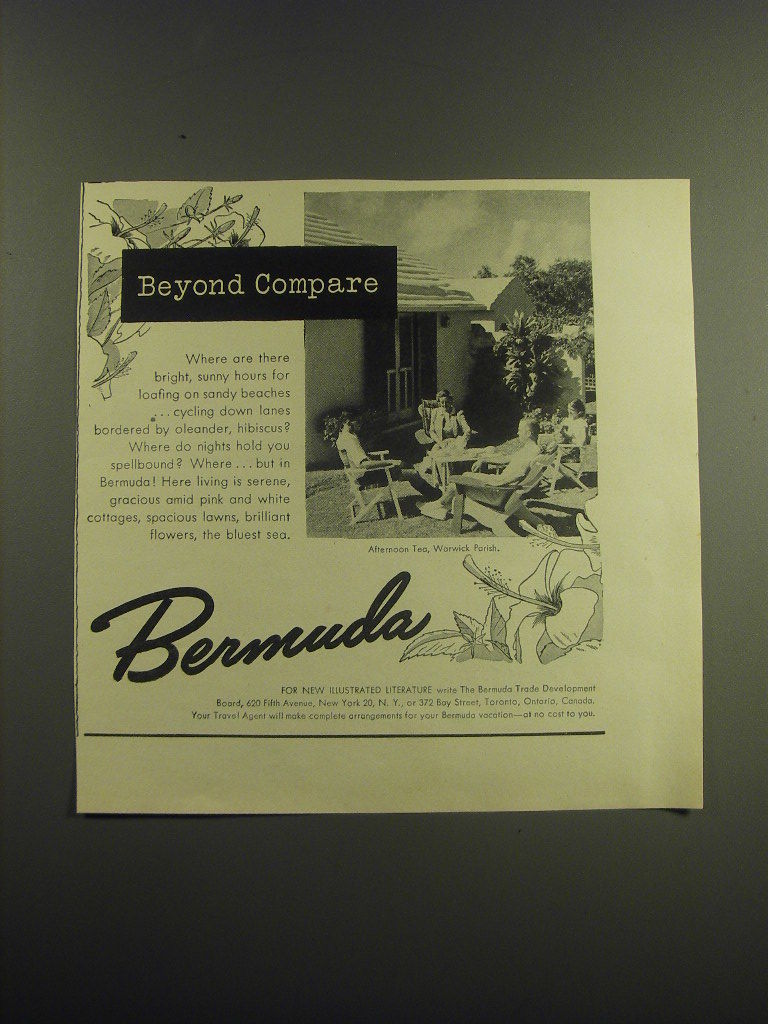 Beyond Compare
Where are there
bright, sunny hours for
loafing on sandy beaches
... cycling down lanes
bordered by oleander, hibiscus?
Where do nights hold you
spellbound? Where ... but in
Bermuda! Here living is serene,
gracious amid pink and white
cottages, spacious lawns, brilliant
flowers, the bluest sea.
Afternoon Tea, Warwick Parish.
Bermuda
FOR NEW ILLUSTRATED LITERATURE write The Bermuda Trade Development
Board, 620 Fifth Avenue, New York 20, N. Y., or 372 Bay Street, Toronto, Ontario, Canada.
Your Travel Agent will make complete arrangements for your Bermuda vacation—at no cost to you.